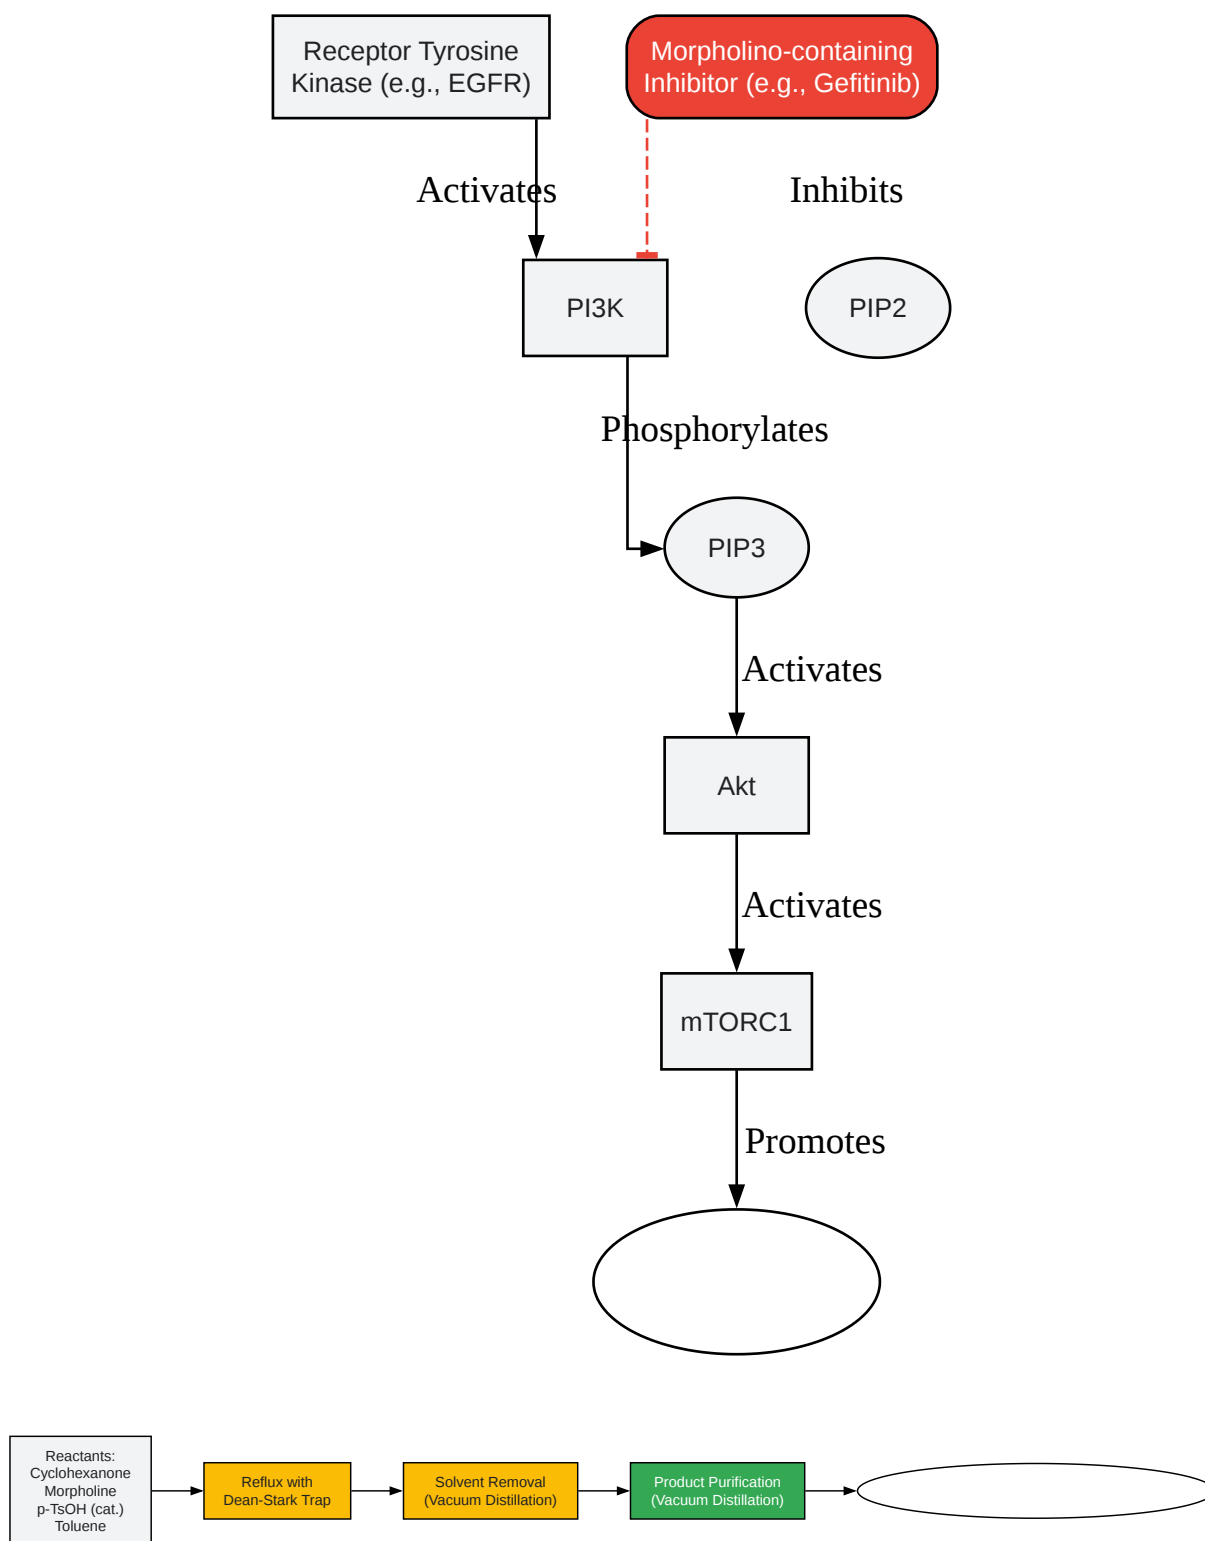 Receptor Tyrosine
Kinase (e.g., EGFR)
Morpholino-containing
Inhibitor (e.g., Gefitinib)
Activates
Inhibits
PI3K
PIP2
Phosphorylates
PIP3
Activates
Akt
Activates
mTORC1
Promotes
Reactants:
Cyclohexanone
Morpholine
p-TsOH (cat.)
Toluene
Reflux with
Dean-Stark Trap
Solvent Removal
(Vacuum Distillation)
Product Purification
(Vacuum Distillation)